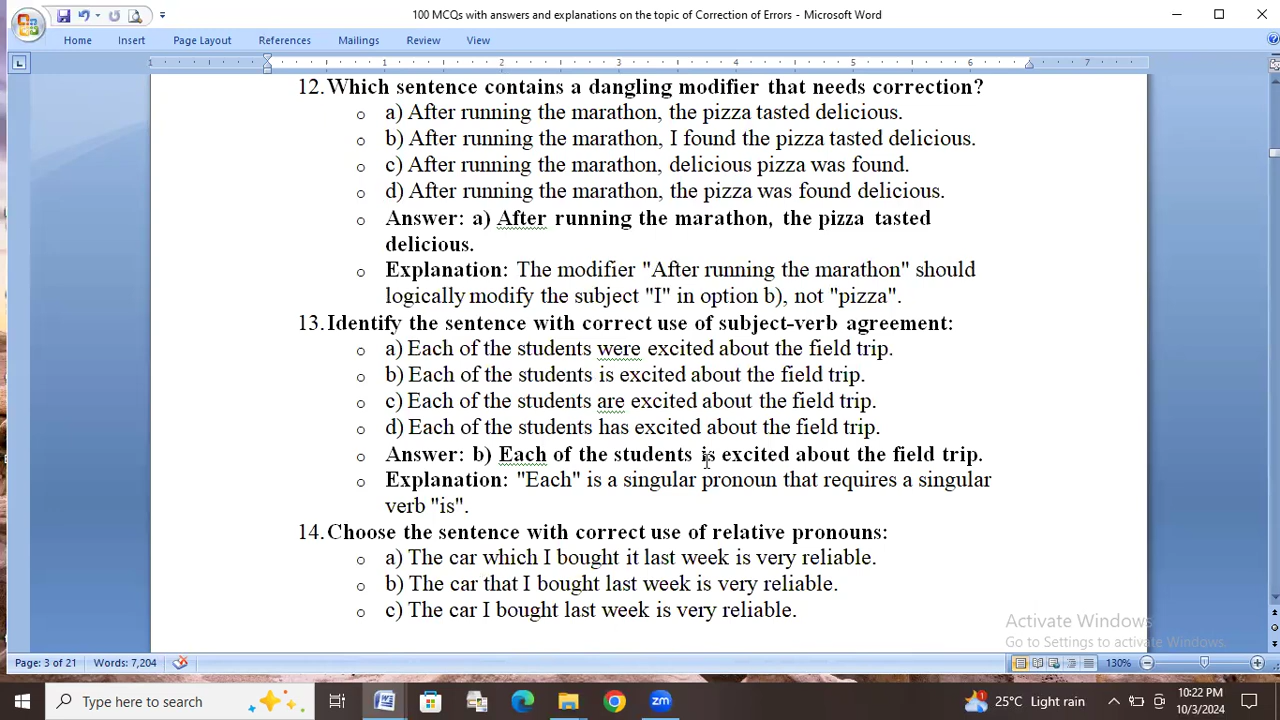 100 MCQs with answers and explanations on the topic of Correction of Errors - Microsoft Word
Home Insert Page Layout References Mailings Review View
1 1 2 3 4 5 6 7
12. Which sentence contains a dangling modifier that needs correction?
o a) After running the marathon, the pizza tasted delicious.
o b) After running the marathon, I found the pizza tasted delicious.
o c) After running the marathon, delicious pizza was found.
o d) After running the marathon, the pizza was found delicious.
o Answer: a) After running the marathon, the pizza tasted
delicious.
o Explanation: The modifier "After running the marathon" should
logically modify the subject "I" in option b), not "pizza".
13. Identify the sentence with correct use of subject-verb agreement:
o a) Each of the students were excited about the field trip.
o b) Each of the students is excited about the field trip.
o c) Each of the students are excited about the field trip.
o d) Each of the students has excited about the field trip.
o Answer: b) Each of the students is excited about the field trip.
o Explanation: "Each" is a singular pronoun that requires a singular
verb "is".
14. Choose the sentence with correct use of relative pronouns:
o a) The car which I bought it last week is very reliable.
o b) The car that I bought last week is very reliable.
o c) The car I bought last week is very reliable.
Activate Windows
Go to Settings to activate Windows.
Page: 3 of 21 Words: 7,204 130%
Type here to search W zm 1 25°C Light rain 10:22 PM
10/3/2024